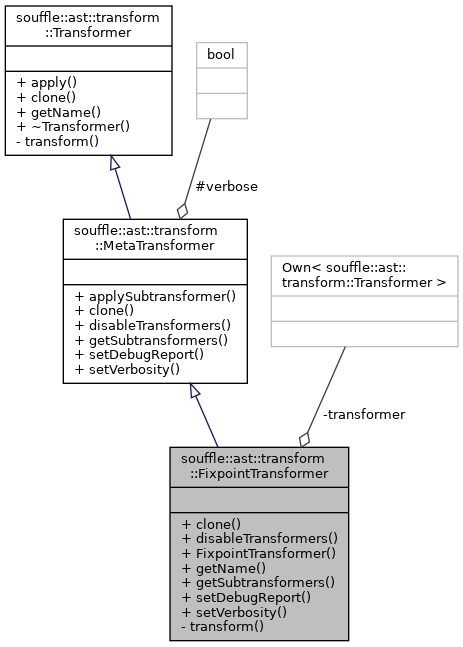 souffle::ast::transform
::Transformer
+ apply()
+ clone()
+ getName()
+ ~Transformer()
- transform()
bool
#verbose
souffle::ast::transform
::MetaTransformer
+ applySubtransformer()
+ clone()
+ disableTransformers()
+ getSubtransformers()
+ setDebugReport()
+ setVerbosity()
Own< souffle::ast::
transform::Transformer >
-transformer
souffle::ast::transform
::FixpointTransformer
+ clone()
+ disableTransformers()
+ FixpointTransformer()
+ getName()
+ getSubtransformers()
+ setDebugReport()
+ setVerbosity()
- transform()